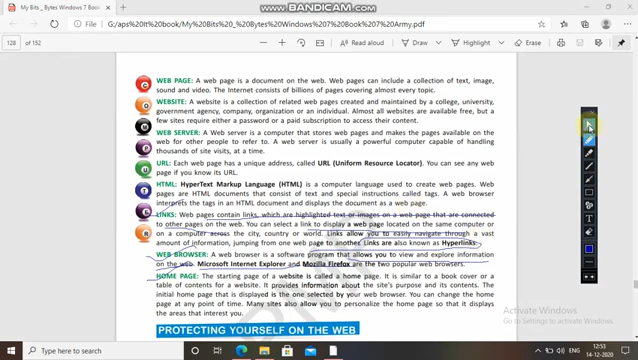 My Bits , Bytes Windows 7 Book
WWW.BANDICAM.COM
G:/aps It book/My%20Bits%20_%20Bytes%20Windows%207%20Book%207%20Army.pdf
128 of 152
Read aloud
Draw
Highlight
Erase
WEB PAGE: A web page is a document on the web. Web pages can include a collection of text, image,
sound and video. The Internet consists of billions of pages covering almost every topic.
WEBSITE: A website is a collection of related web pages created and maintained by a college, university,
government agency, company, organization or an individual. Almost all websites are available free, but
a few sites require either a password or a paid subscription to access their content.
WEB SERVER: A Web server is a computer that stores web pages and makes the pages available on the
web for other people to refer to. A web server is usually a powerful computer capable of handling
thousands of site visits, at a time.
URL: Each web page has a unique address, called URL (Uniform Resource Locator). You can see any web
page if you know its URL.
HTML: HyperText Markup Language (HTML) is a computer language used to create web pages. Web
pages are HTML documents that consist of text and special instructions called tags. A web browser
interprets the tags in an HTML document and displays the document as a web page.
LINKS: Web pages contain links, which are highlighted text or images on a web page that are connected
to other pages on the web. You can select a link to display a web page located on the same computer or
on a computer across the city, country or world. Links allow you to easily navigate through a vast
amount of information, jumping from one web page to another. Links are also known as Hyperlinks.
WEB BROWSER: A web browser is a software program that allows you to view and explore information
on the web. Microsoft Internet Explorer and Mozilla Firefox are the two popular web browsers.
HOME PAGE: The starting page of a website is called a home page. It is similar to a book cover or a
table of contents for a website. It provides information about the site's purpose and its contents. The
initial home page that is displayed is the one selected by your web browser. You can change the home
page at any point of time. Many sites also allow you to personalize the home page so that it displays
the areas that interest you.
PROTECTING YOURSELF ON THE WEB
Activate Windows
Go to Settings to activate Windows.
ENG
12:53
14-12-2020